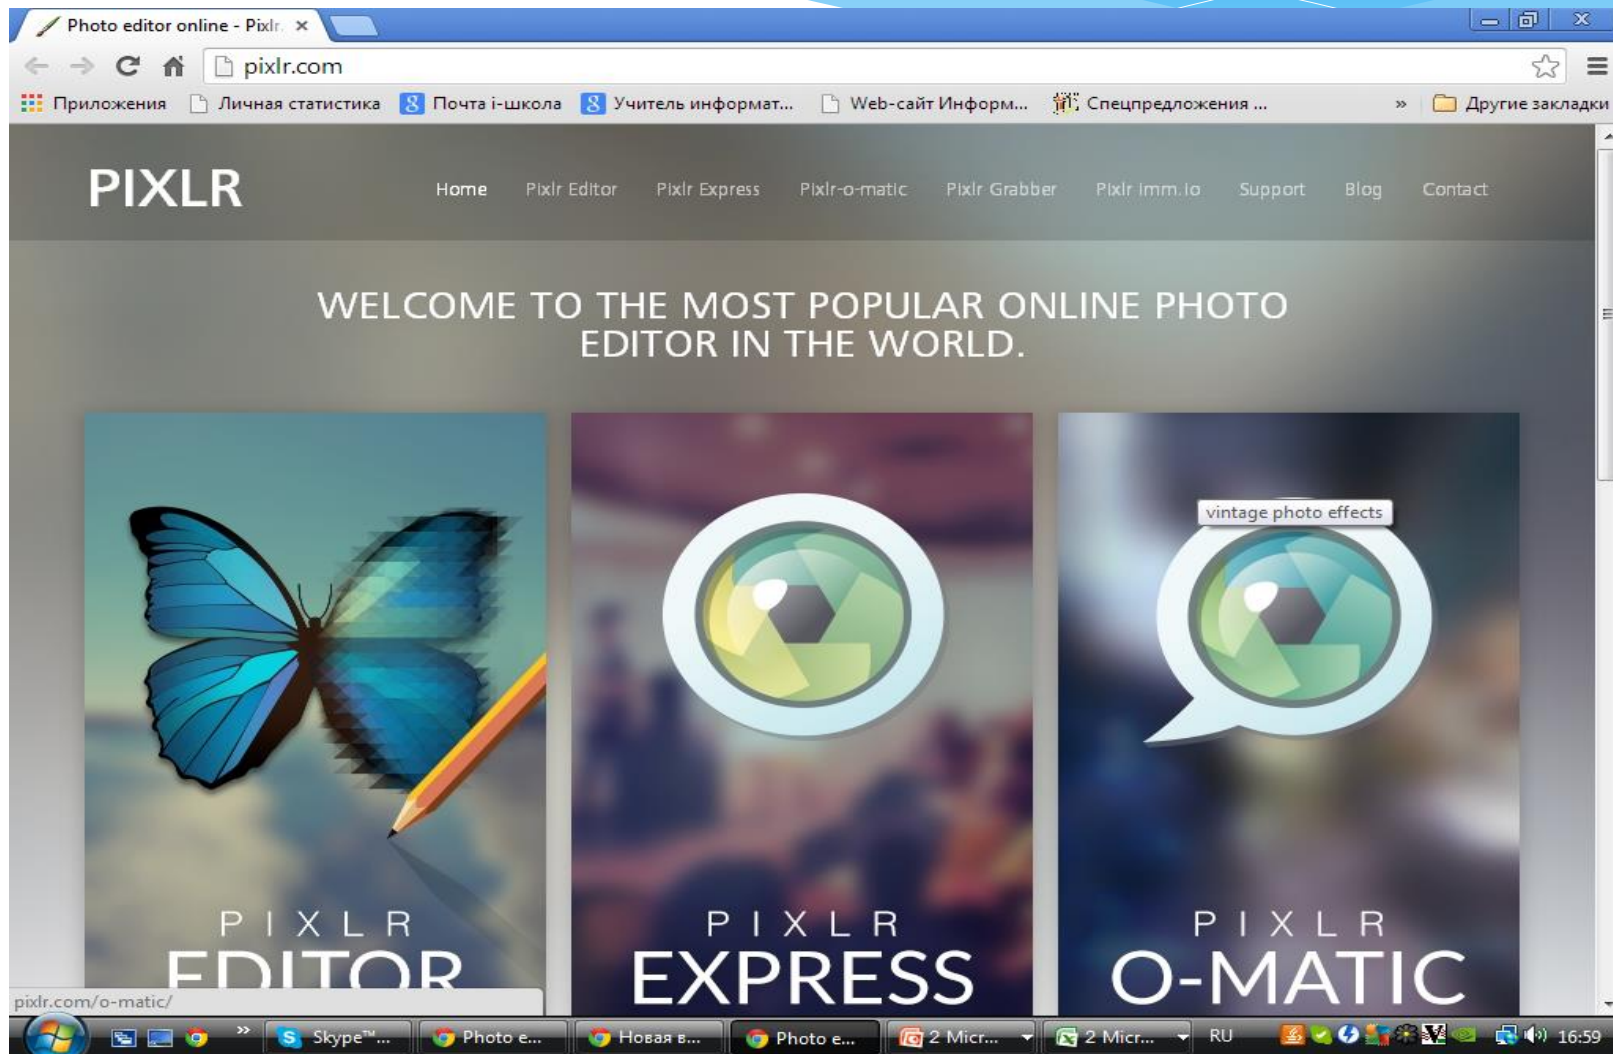 Photo editor online - Pixlr.
pixlr.com
Приложения Личная статистика Почта i-школа Учитель информат... Web-сайт Информ... Спецпредложения ... » Другие закладки
PIXLR Home Pixlr Editor Pixlr Express Pixlr-o-matic Pixlr Grabber Pixlr imm.io Support Blog Contact
WELCOME TO THE MOST POPULAR ONLINE PHOTO
EDITOR IN THE WORLD.
vintage photo effects
PIXLR
EDITOR
PIXLR
EXPRESS
PIXLR
O-MATIC
pixlr.com/o-matic/
» Skype™... Photo e... Новая в... Photo e... 2 Micr... 2 Micr... RU 16:59